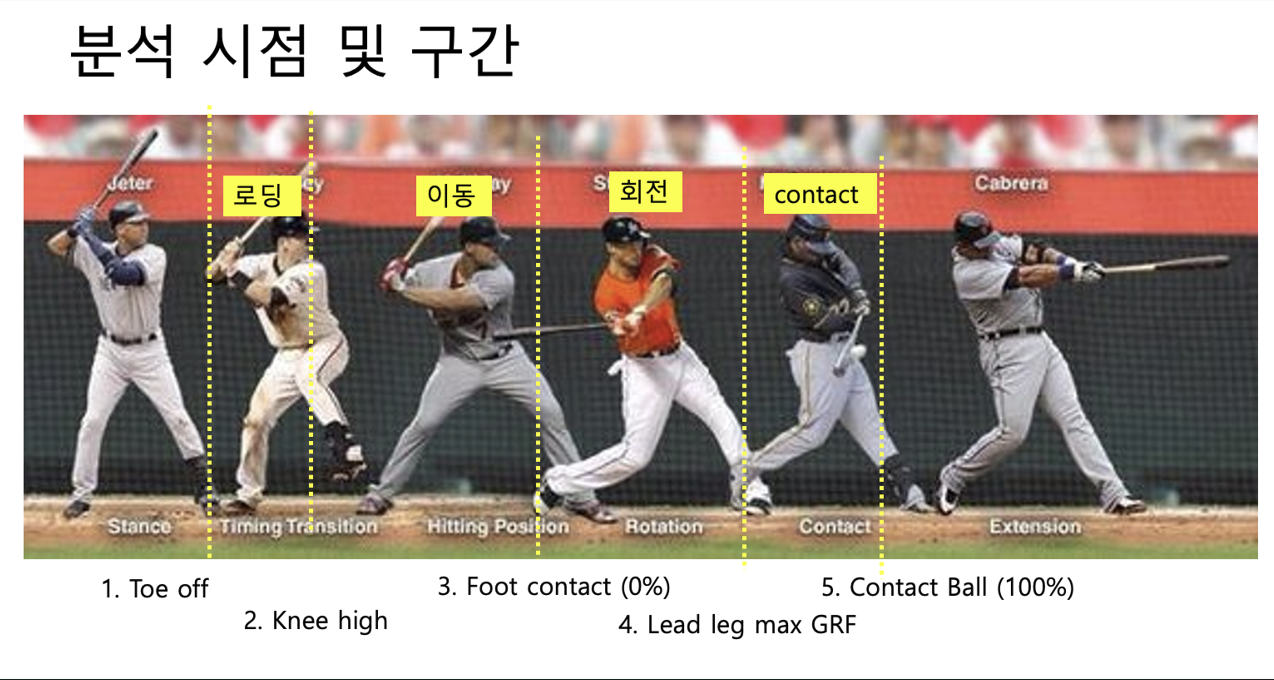 분석 시점 및 구간
Jeter
로딩
이동
회전
contact
Cabrera
Stance
Timing Transition
Hitting Position
Rotation
Contact
Extension
1. Toe off
2. Knee high
3. Foot contact (0%)
4. Lead leg max GRF
5. Contact Ball (100%)